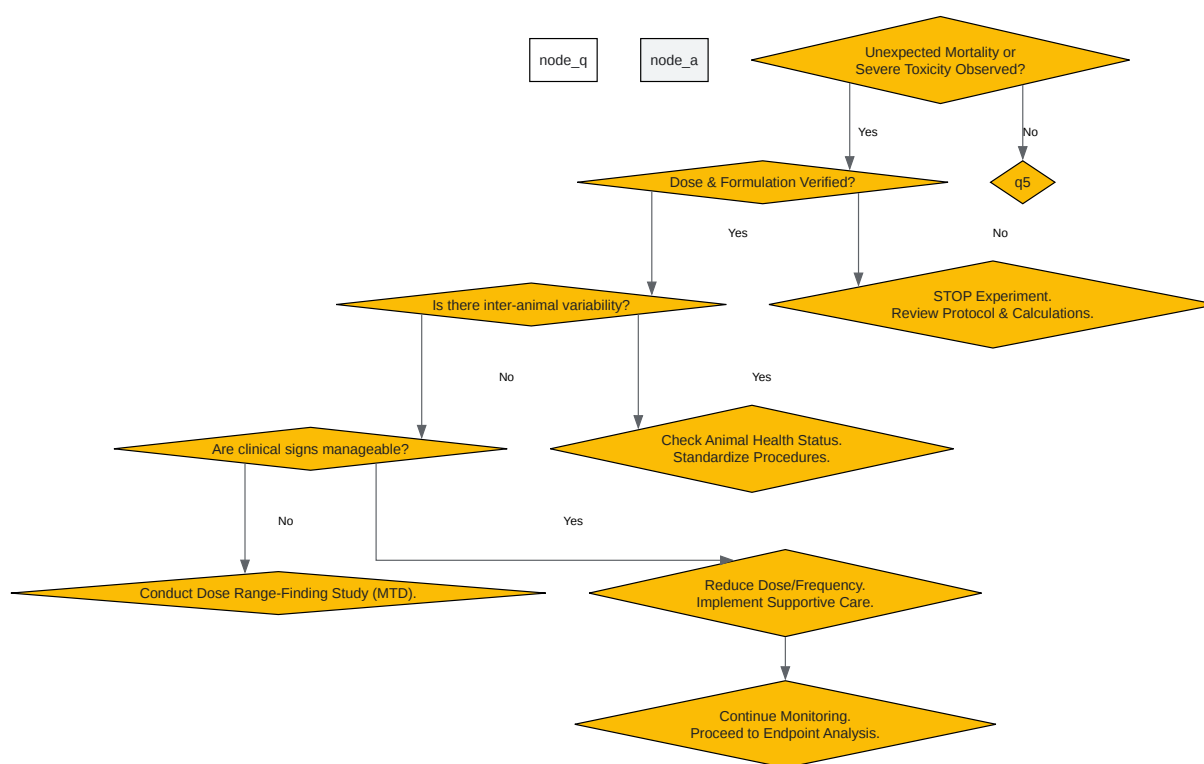 node_q
node_a
Unexpected Mortality or
Severe Toxicity Observed?
Yes
No
Dose & Formulation Verified?
q5
Yes
No
Is there inter-animal variability?
STOP Experiment.
Review Protocol & Calculations.
No
Yes
Are clinical signs manageable?
Check Animal Health Status.
Standardize Procedures.
No
Yes
Conduct Dose Range-Finding Study (MTD).
Reduce Dose/Frequency.
Implement Supportive Care.
Continue Monitoring.
Proceed to Endpoint Analysis.